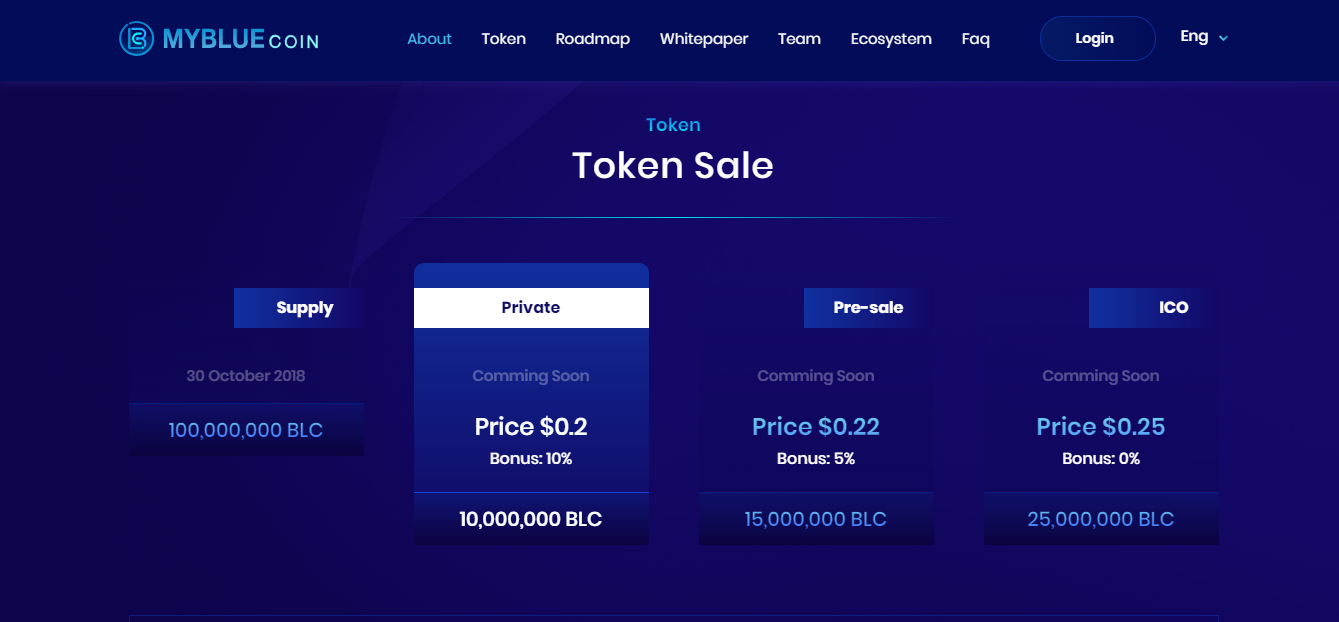 MYBLUECOIN
About Token Roadmap Whitepaper Team Ecosystem Faq Login Eng
Token
Token Sale
Supply
30 October 2018
100,000,000 BLC
Private
Comming Soon
Price $0.2
Bonus: 10%
10,000,000 BLC
Pre-sale
Comming Soon
Price $0.22
Bonus: 5%
15,000,000 BLC
ICO
Comming Soon
Price $0.25
Bonus: 0%
25,000,000 BLC